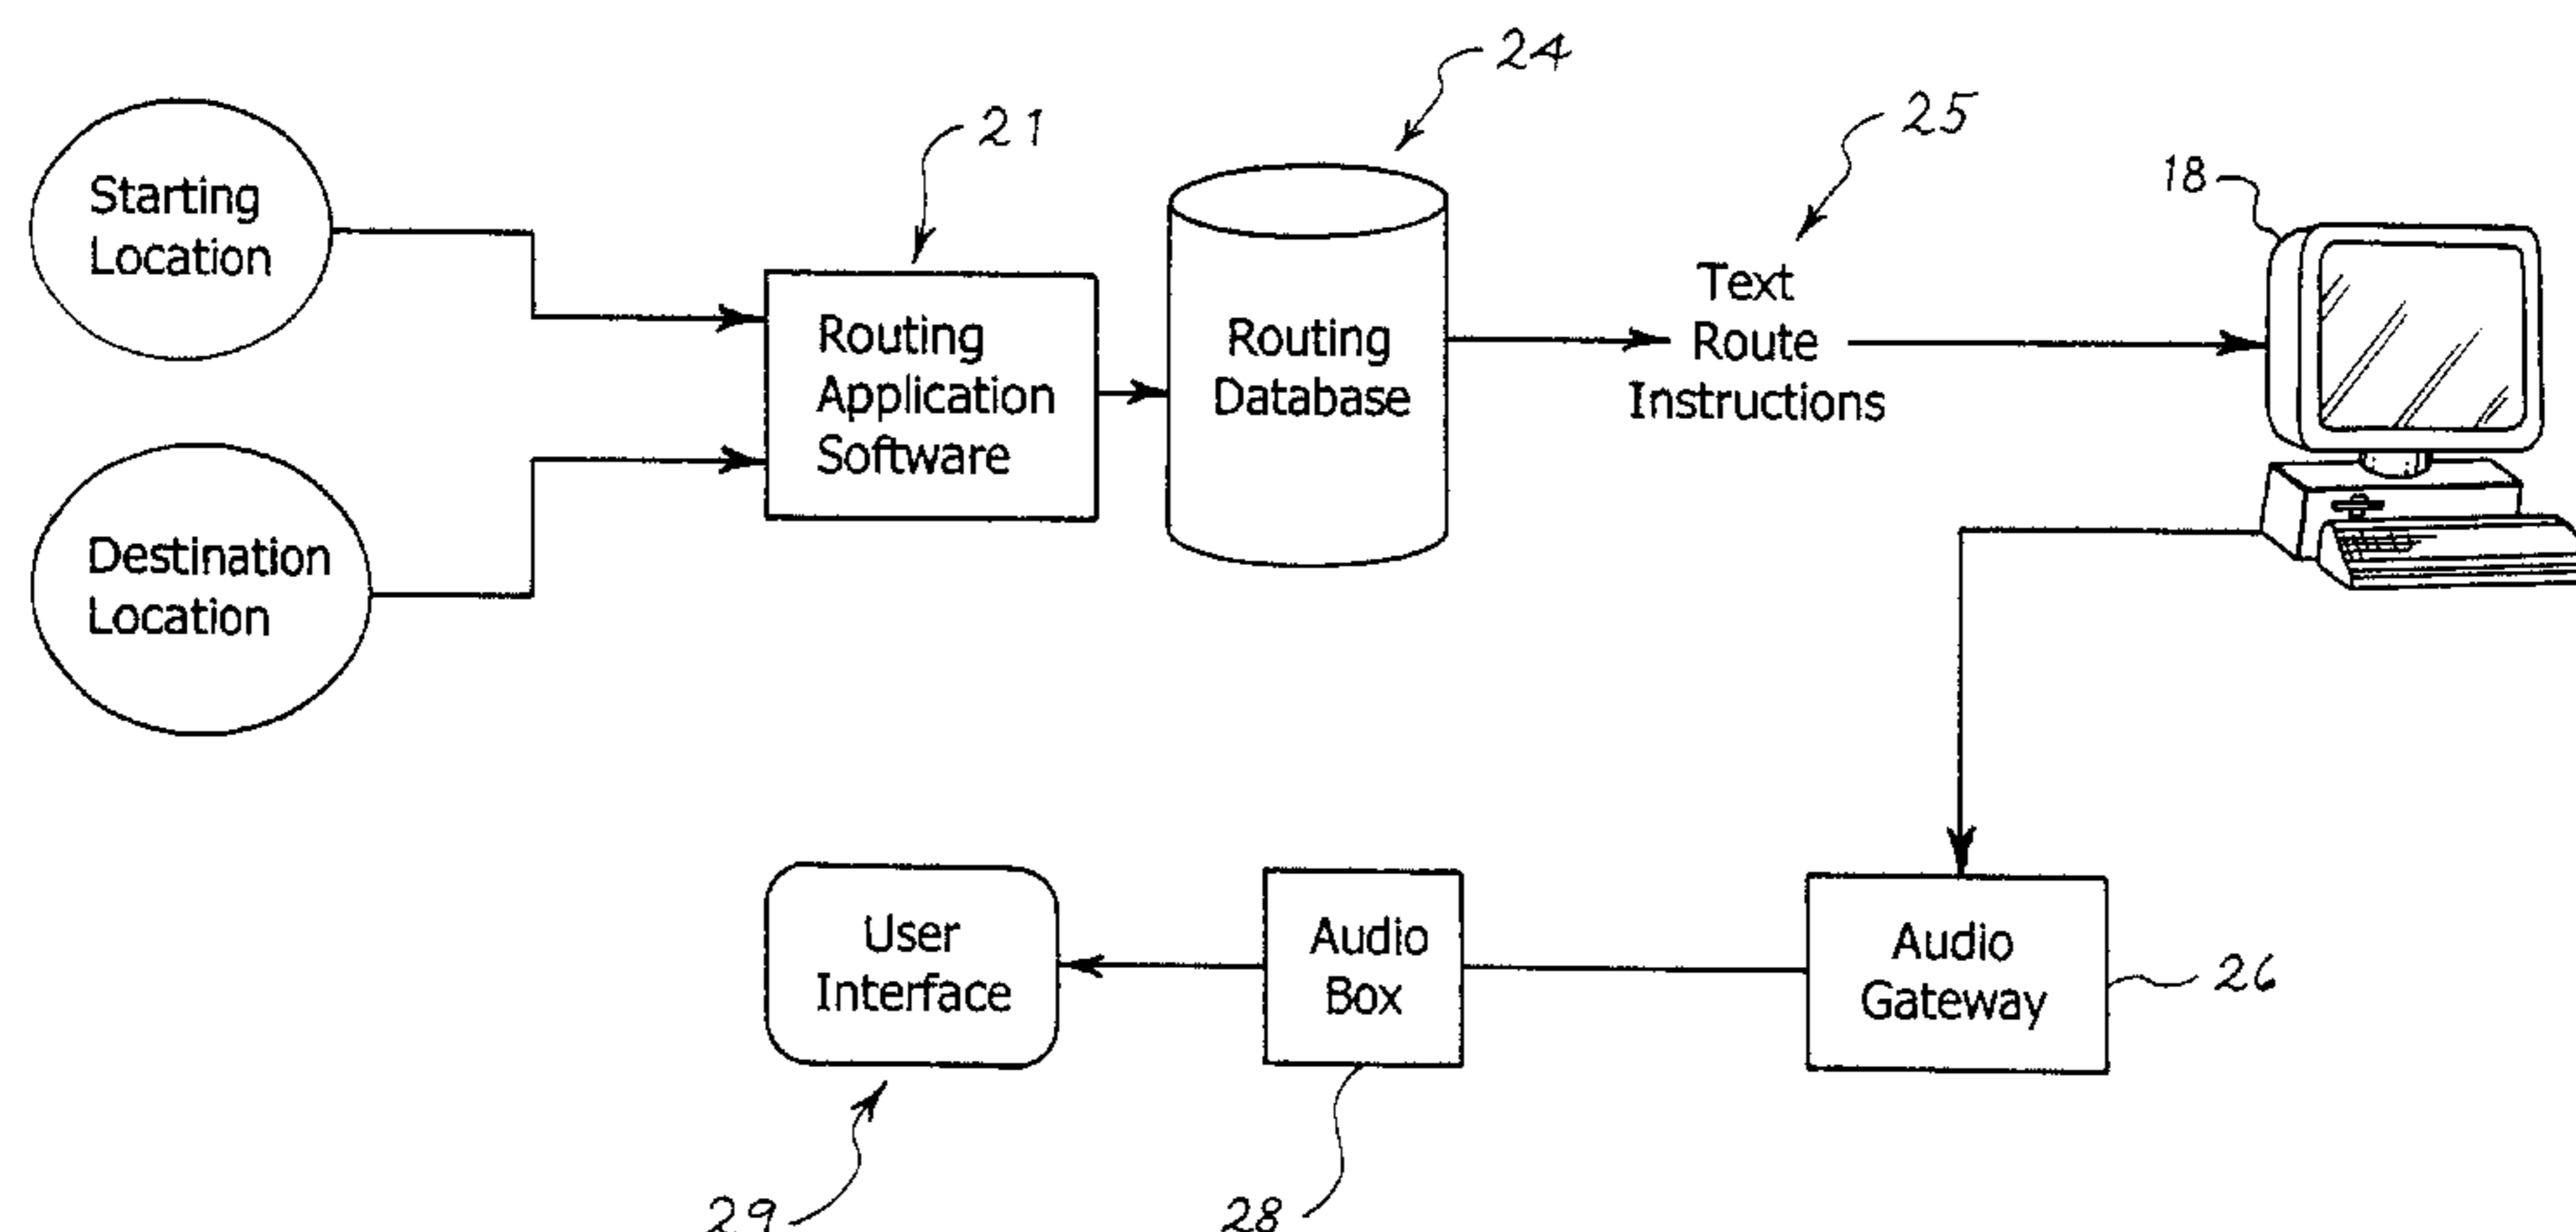 24
21
25
18
Starting
Location
Routing
Application
Software
Routing
Database
Text
Route
Instructions
Destination
Location
User
Interface
Audio
Box
Audio
Gateway
26
29
28